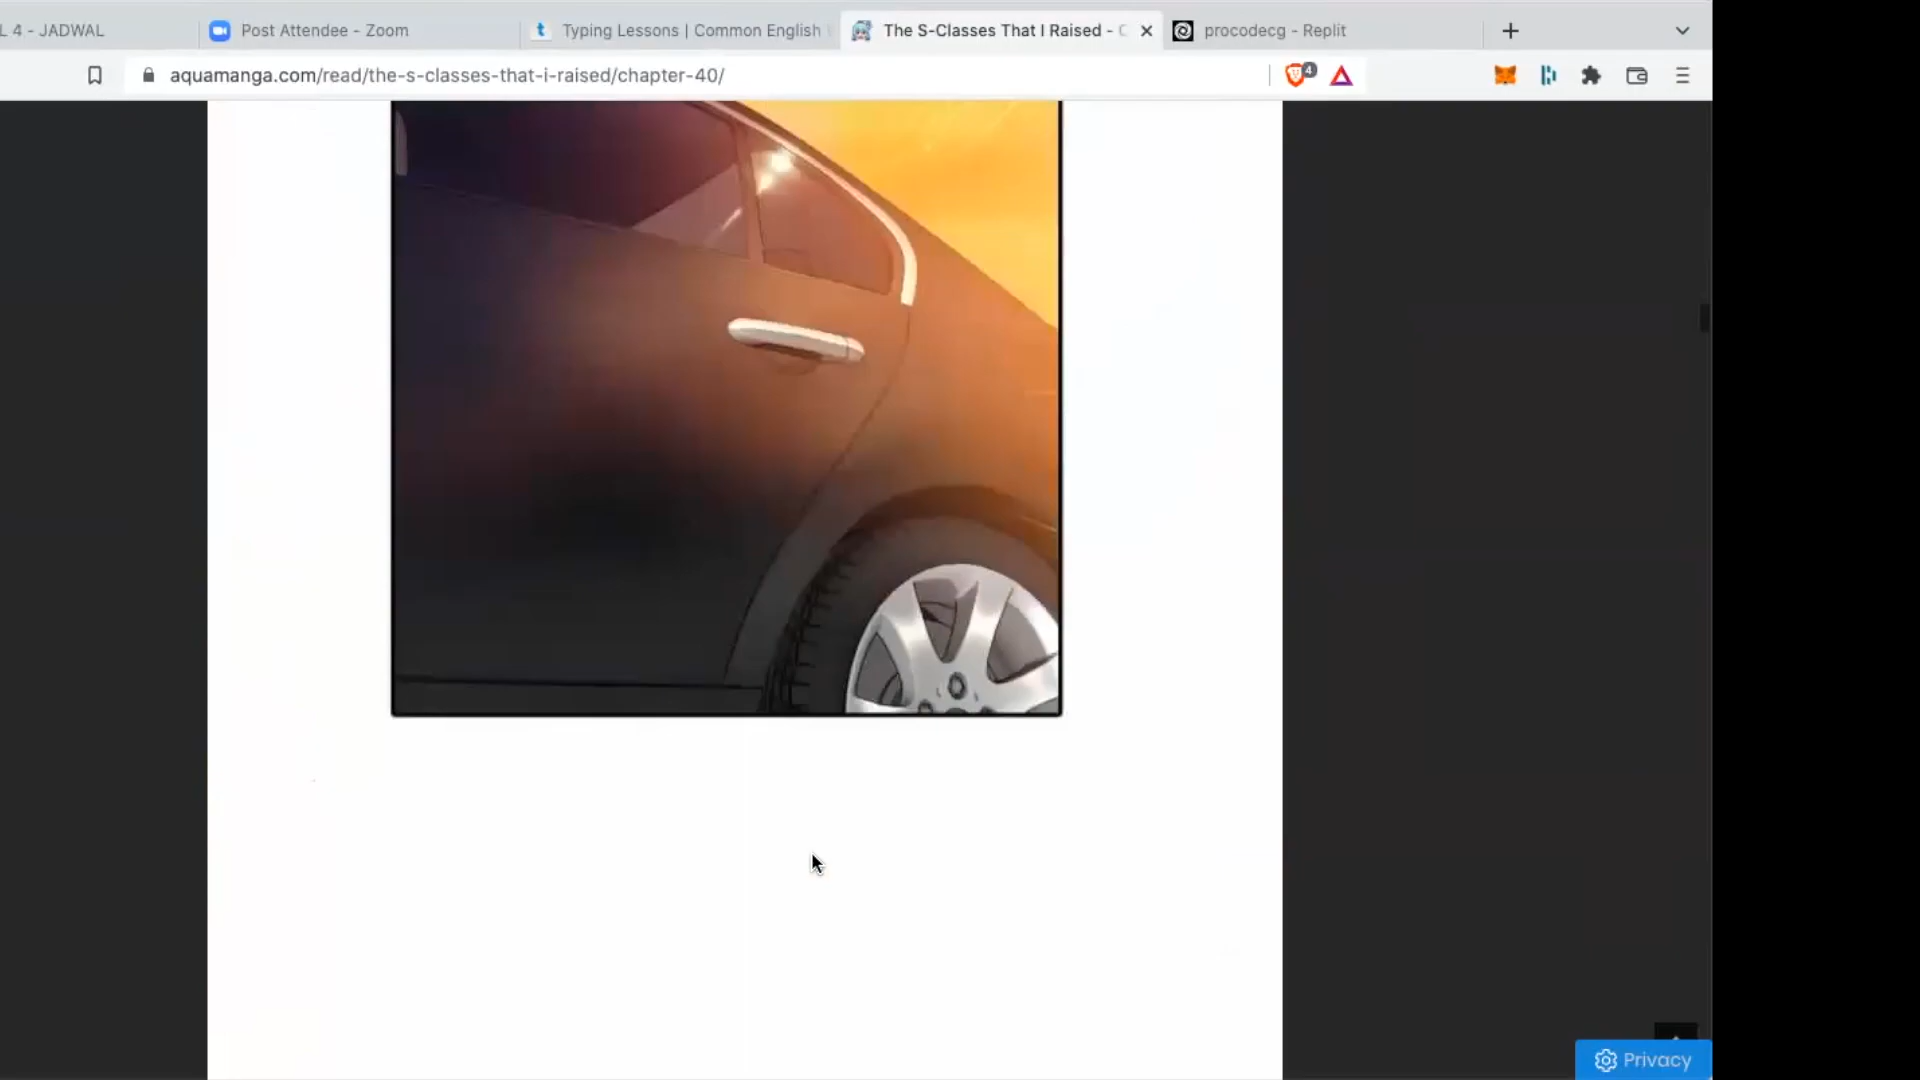 L 4 - JADWAL
Post Attendee - Zoom
Typing Lessons | Common English
The S-Classes That I Raised - C
procodecg - Replit
aquamanga.com/read/the-s-classes-that-i-raised/chapter-40/
4
Privacy